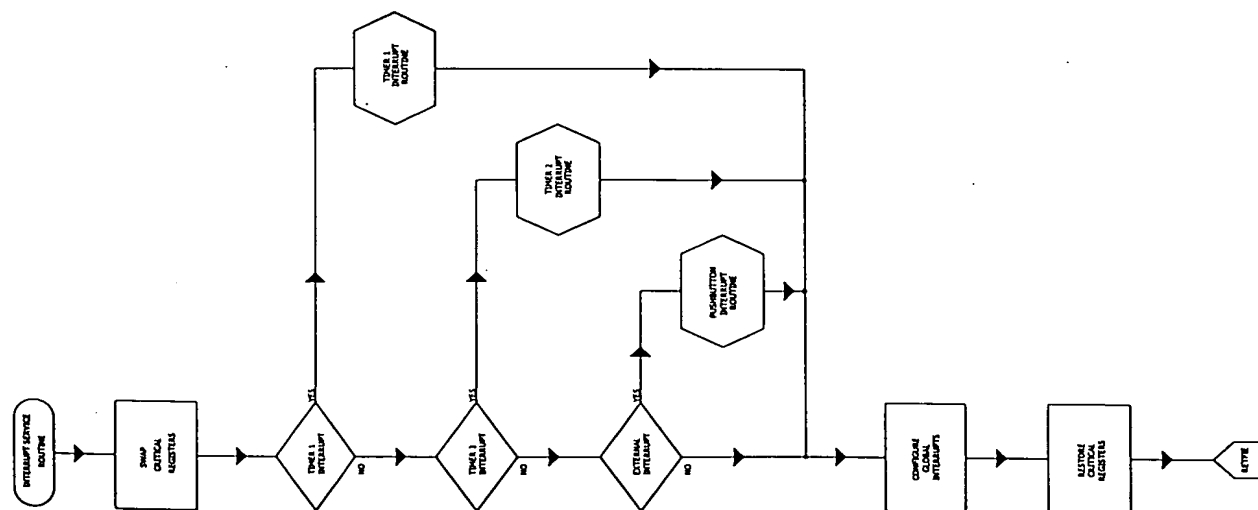 INTERRUPT SERVICE
ROUTINE
SWAP
CRITICAL
REGISTERS
TIMER 1
INTERRUPT
YES
NO
TIMER 1
INTERRUPT
ROUTINE
TIMER 2
INTERRUPT
YES
NO
TIMER 2
INTERRUPT
ROUTINE
EXTERNAL
INTERRUPT
YES
NO
PUSHBUTTON
INTERRUPT
ROUTINE
CONFIGURE
GLOBAL
INTERRUPTS
RESTORE
CRITICAL
REGISTERS
RETFIE